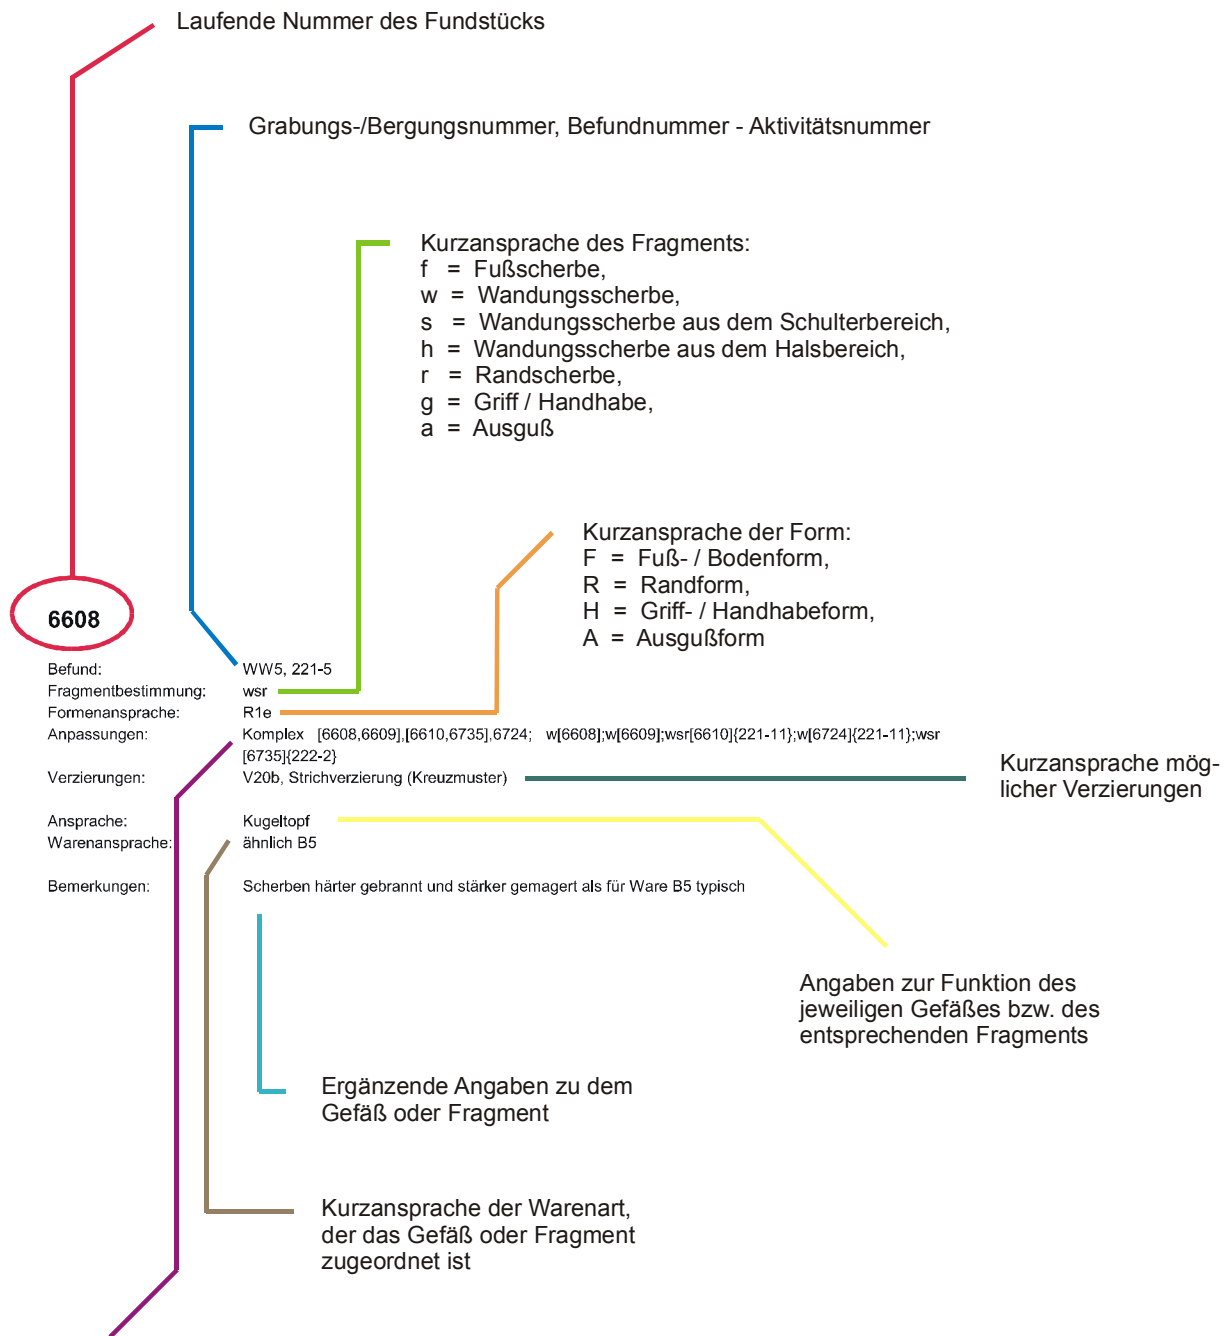 Laufende Nummer des Fundstücks
Grabungs-/Bergungsnummer, Befundnummer - Aktivitätsnummer
Kurzansprache des Fragments:
f = Fußscherbe,
w = Wandungsscherbe,
s = Wandungsscherbe aus dem Schulterbereich,
h = Wandungsscherbe aus dem Halsbereich,
r = Randscherbe,
g = Griff / Handhabe,
a = Ausguß
Kurzansprache der Form:
F = Fuß- / Bodenform,
R = Randform,
H = Griff- / Handhabeform,
A = Ausgußform
6608
Befund: WW5, 221-5
Fragmentbestimmung: wsr
Formenansprache: R1e
Anpassungen: Komplex [6608,6609],[6610,6735],6724; w[6608];w[6609];wsr[6610]{221-11};w[6724]{221-11};wsr
[6735]{222-2}
Verzierungen: V20b, Strichverzierung (Kreuzmuster)
Kurzansprache mög-
licher Verzierungen
Ansprache: Kugeltopf
Warenansprache: ähnlich B5
Bemerkungen: Scherben härter gebrannt und stärker gemagert als für Ware B5 typisch
Angaben zur Funktion des
jeweiligen Gefäßes bzw. des
entsprechenden Fragments
Ergänzende Angaben zu dem
Gefäß oder Fragment
Kurzansprache der Warenart,
der das Gefäß oder Fragment
zugeordnet ist